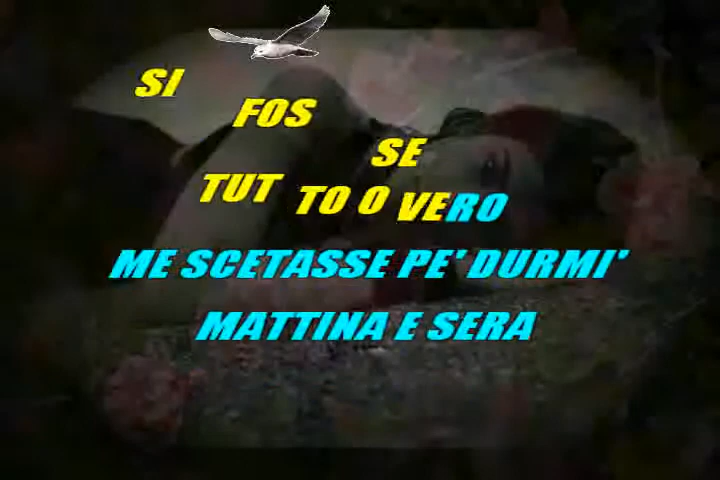 SI
FOS
SE
TUT TO O VERO
ME SCETASSE PE' DURMI'
MATTINA E SERA